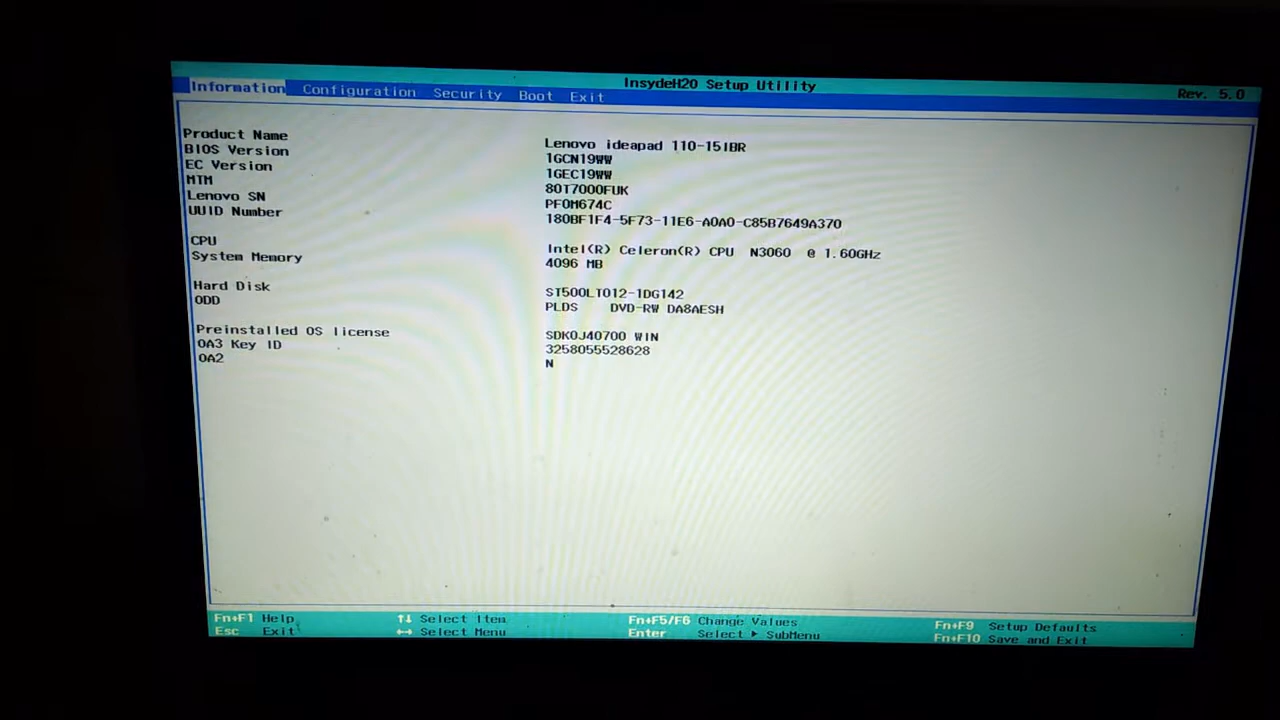 InsydeH20 Setup Utility
Rev. 5.0
Information Configuration Security Boot Exit
Product Name Lenovo ideapad 110-15IBR
BIOS Version 1GCN19WW
EC Version 1GEC19WW
MTM 80T7000FUK
Lenovo SN PF0M674C
UUID Number 180BF1F4-5F73-11E6-A0A0-C85B7649A370
CPU Intel(R) Celeron(R) CPU N3060 @ 1.60GHz
System Memory 4096 MB
Hard Disk ST500LT012-1DG142
ODD PLDS DVD-RW DA8AESH
Preinstalled OS license SDK0J40700 WIN
OA3 Key ID 3258055528628
OA2 N
Fn+F1 Help ↑↓ Select Item Fn+F5/F6 Change Values Fn+F9 Setup Defaults
Esc Exit ↔ Select Menu Enter Select ▶ SubMenu Fn+F10 Save and Exit